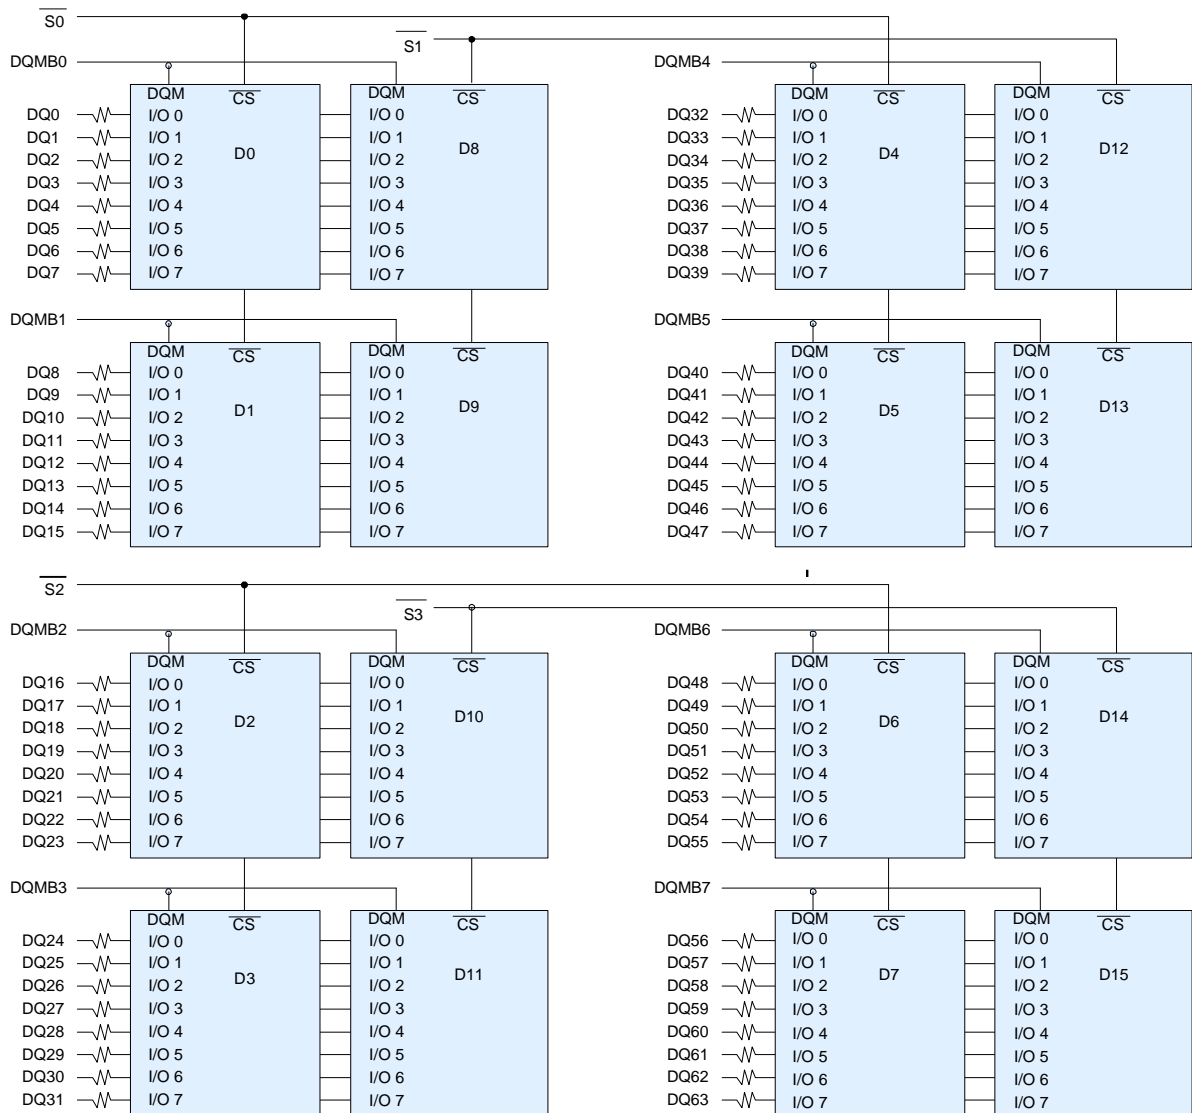 S0
S1
DQMB0
DQMB4
DQM CS DQM CS DQM CS DQM CS
DQ0 I/O 0 I/O 0 DQ32 I/O 0 I/O 0
DQ1 I/O 1 I/O 1 DQ33 I/O 1 I/O 1
DQ2 I/O 2 D0 I/O 2 D8 DQ34 I/O 2 D4 I/O 2 D12
DQ3 I/O 3 I/O 3 DQ35 I/O 3 I/O 3
DQ4 I/O 4 I/O 4 DQ36 I/O 4 I/O 4
DQ5 I/O 5 I/O 5 DQ37 I/O 5 I/O 5
DQ6 I/O 6 I/O 6 DQ38 I/O 6 I/O 6
DQ7 I/O 7 I/O 7 DQ39 I/O 7 I/O 7
DQMB1 DQMB5
DQM CS DQM CS DQM CS DQM CS
DQ8 I/O 0 I/O 0 DQ40 I/O 0 I/O 0
DQ9 I/O 1 I/O 1 DQ41 I/O 1 I/O 1
DQ10 I/O 2 D1 I/O 2 D9 DQ42 I/O 2 D5 I/O 2 D13
DQ11 I/O 3 I/O 3 DQ43 I/O 3 I/O 3
DQ12 I/O 4 I/O 4 DQ44 I/O 4 I/O 4
DQ13 I/O 5 I/O 5 DQ45 I/O 5 I/O 5
DQ14 I/O 6 I/O 6 DQ46 I/O 6 I/O 6
DQ15 I/O 7 I/O 7 DQ47 I/O 7 I/O 7
S2
S3
DQMB2 DQMB6
DQM CS DQM CS DQM CS DQM CS
DQ16 I/O 0 I/O 0 DQ48 I/O 0 I/O 0
DQ17 I/O 1 I/O 1 DQ49 I/O 1 I/O 1
DQ18 I/O 2 D2 I/O 2 D10 DQ50 I/O 2 D6 I/O 2 D14
DQ19 I/O 3 I/O 3 DQ51 I/O 3 I/O 3
DQ20 I/O 4 I/O 4 DQ52 I/O 4 I/O 4
DQ21 I/O 5 I/O 5 DQ53 I/O 5 I/O 5
DQ22 I/O 6 I/O 6 DQ54 I/O 6 I/O 6
DQ23 I/O 7 I/O 7 DQ55 I/O 7 I/O 7
DQMB3 DQMB7
DQM CS DQM CS DQM CS DQM CS
DQ24 I/O 0 I/O 0 DQ56 I/O 0 I/O 0
DQ25 I/O 1 I/O 1 DQ57 I/O 1 I/O 1
DQ26 I/O 2 D3 I/O 2 D11 DQ58 I/O 2 D7 I/O 2 D15
DQ27 I/O 3 I/O 3 DQ59 I/O 3 I/O 3
DQ28 I/O 4 I/O 4 DQ60 I/O 4 I/O 4
DQ29 I/O 5 I/O 5 DQ61 I/O 5 I/O 5
DQ30 I/O 6 I/O 6 DQ62 I/O 6 I/O 6
DQ31 I/O 7 I/O 7 DQ63 I/O 7 I/O 7